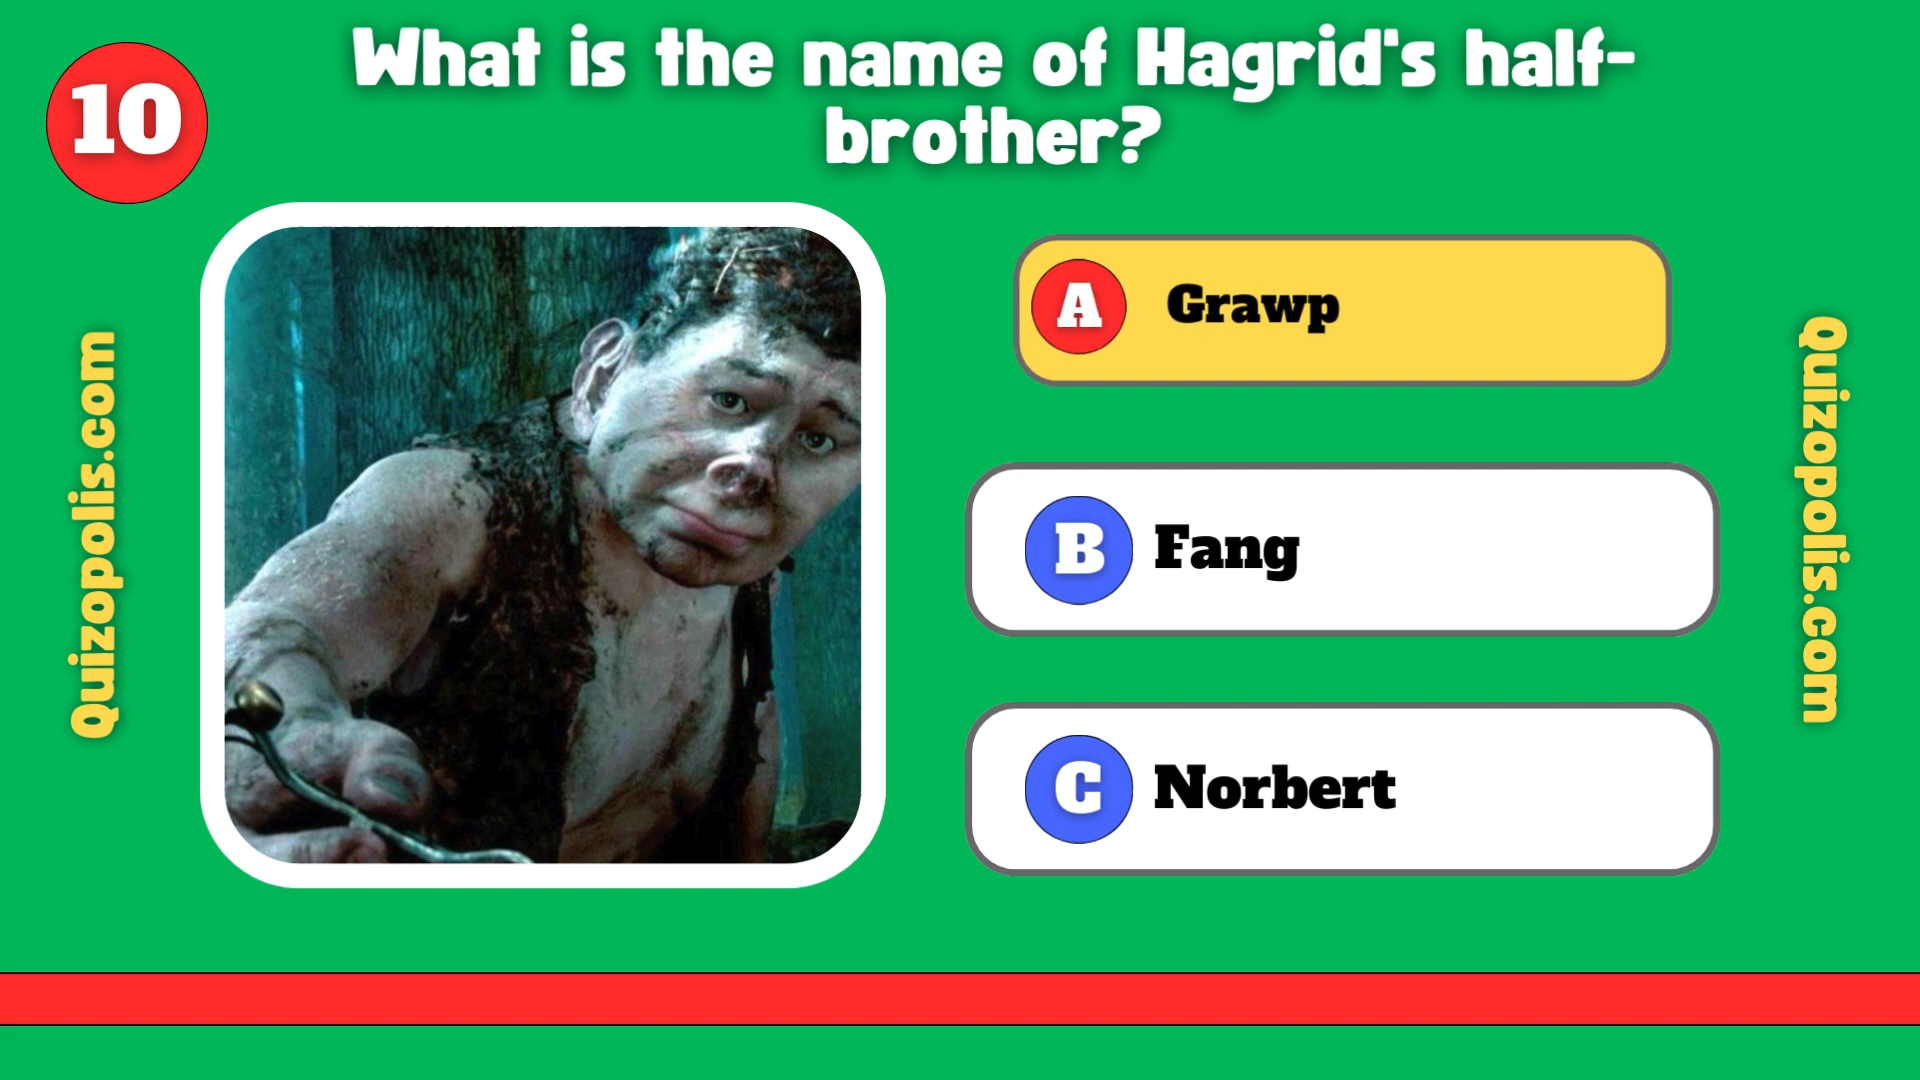 10
What is the name of Hagrid's half-
brother?
Quizopolis.com
A Grawp
B Fang
C Norbert
Quizopolis.com